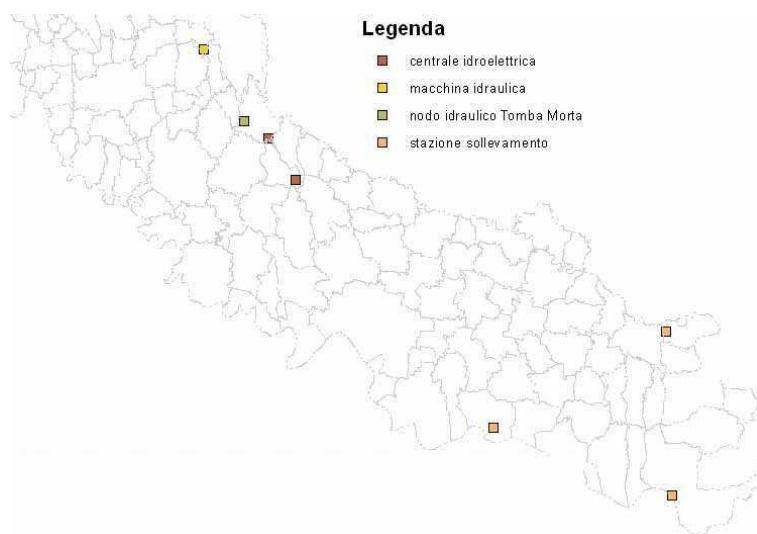 Legenda
centrale idroelettrica
macchina idraulica
nodo idraulico Tomba Morta
stazione sollevamento